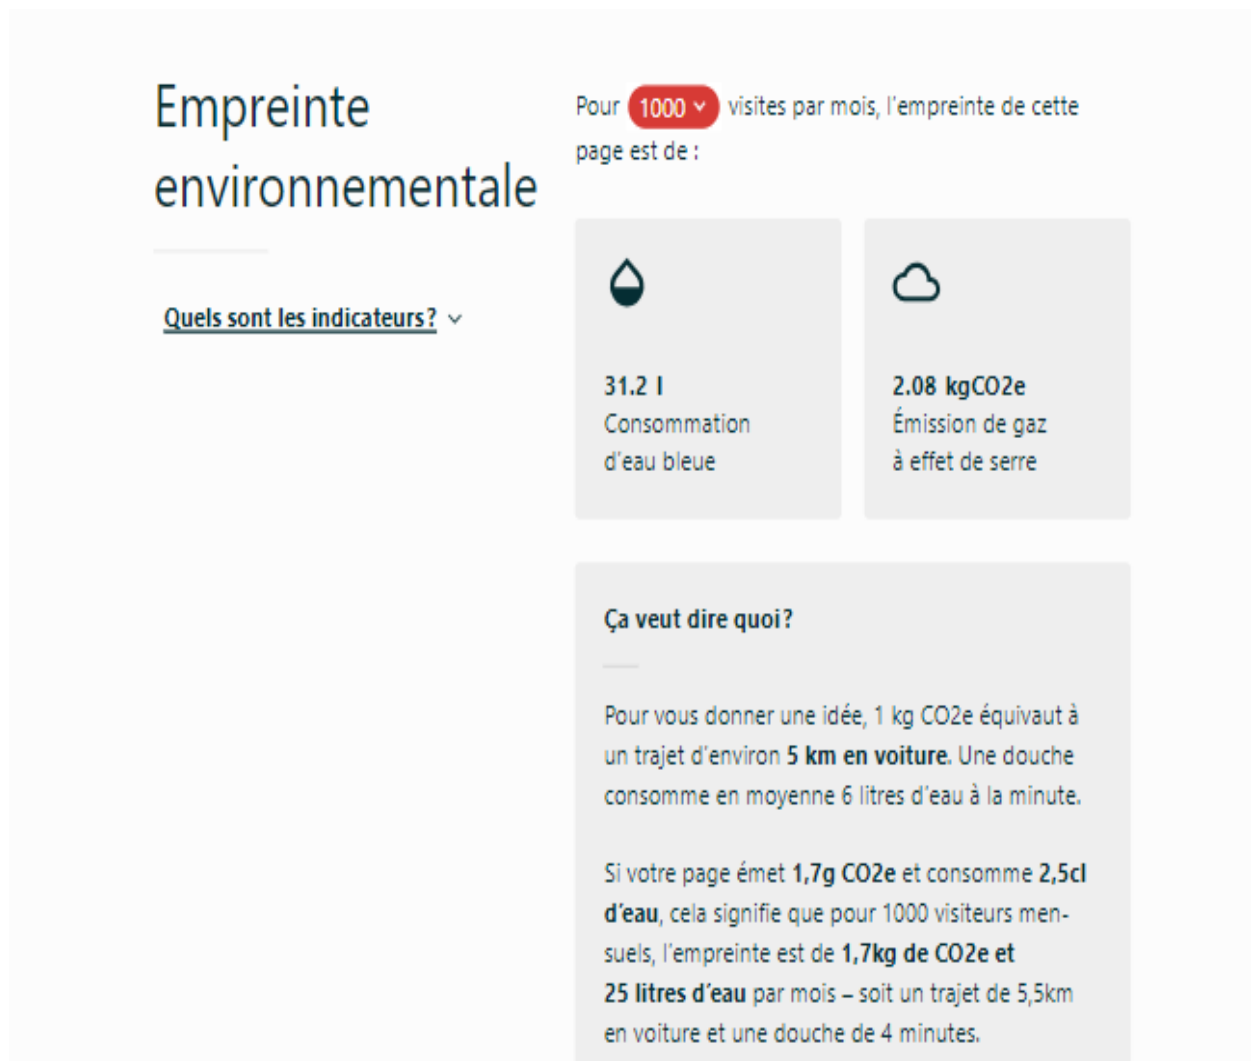 Empreinte
environnementale
Quels sont les indicateurs?
Pour 1000 visites par mois, l'empreinte de cette
page est de :
31.2 l
Consommation
d'eau bleue
2.08 kgCO2e
Émission de gaz
à effet de serre
Ça veut dire quoi?
Pour vous donner une idée, 1 kg CO2e équivaut à
un trajet d'environ 5 km en voiture. Une douche
consomme en moyenne 6 litres d'eau à la minute.
Si votre page émet 1,7g CO2e et consomme 2,5cl
d'eau, cela signifie que pour 1000 visiteurs men-
suels, l'empreinte est de 1,7kg de CO2e et
25 litres d'eau par mois – soit un trajet de 5,5km
en voiture et une douche de 4 minutes.